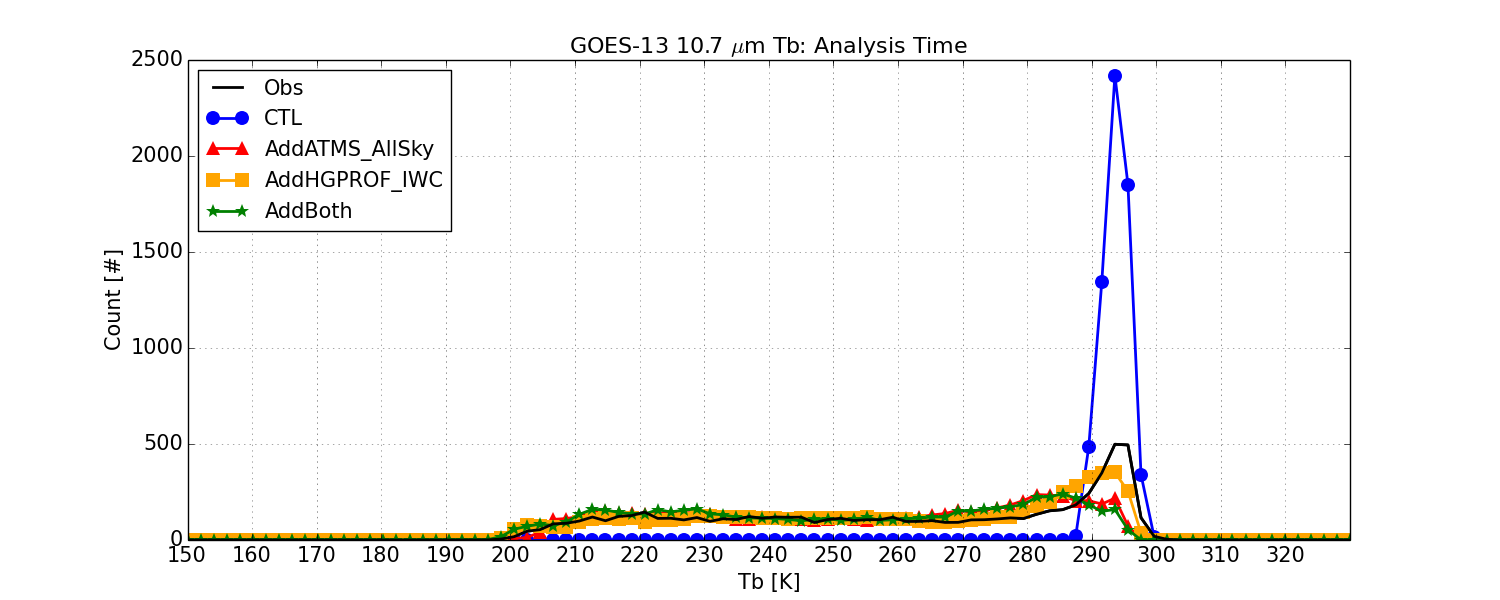 GOES-13 10.7 μm Tb: Analysis Time
2500
2000
1500
1000
500
0
Count [#]
Obs
CTL
AddATMS_AllSky
AddHGPROF_IWC
AddBoth
150 160 170 180 190 200 210 220 230 240 250 260 270 280 290 300 310 320
Tb [K]